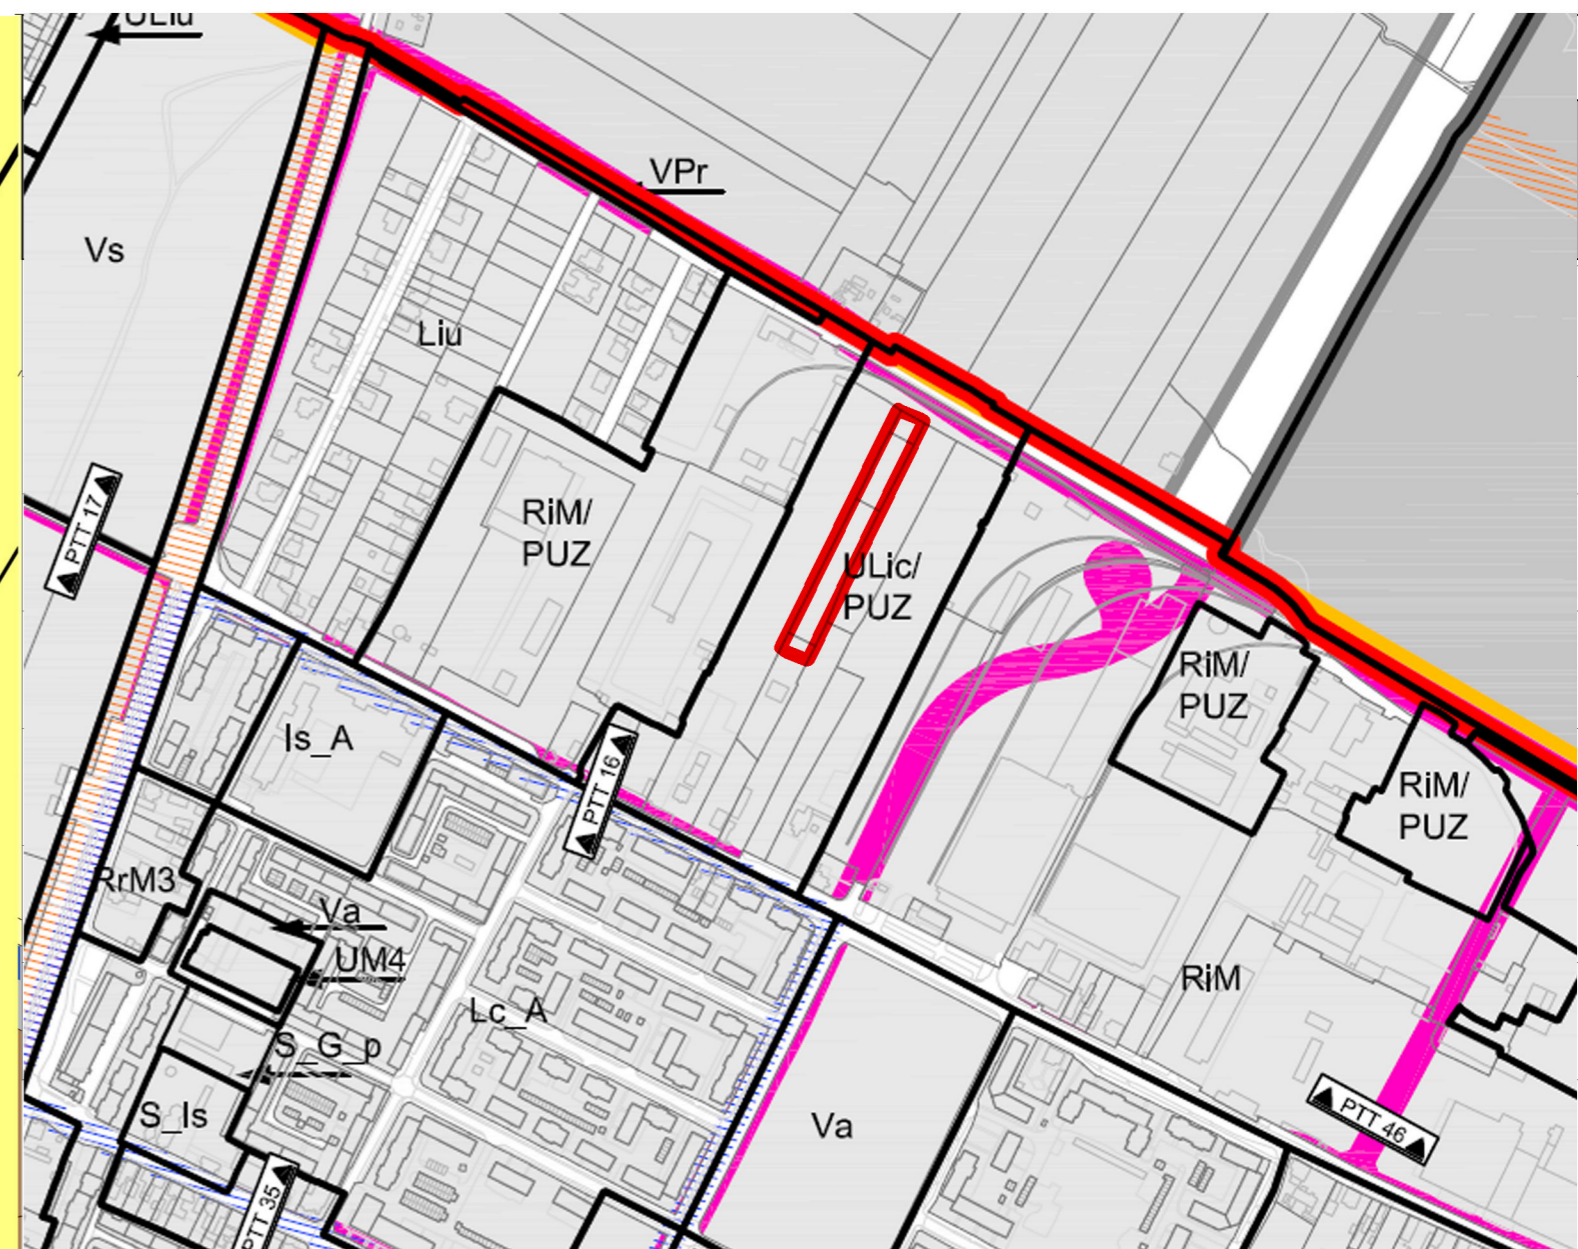 ULiu
VPr
Vs
Liu
PTT 17
RiM/
PUZ
ULic/
PUZ
RiM/
PUZ
Is_A
PTT 16
RiM/
PUZ
RrM3
Va
UM4
RiM
Lc_A
S_G_p
S_Is
Va
PTT 46
PTT 35